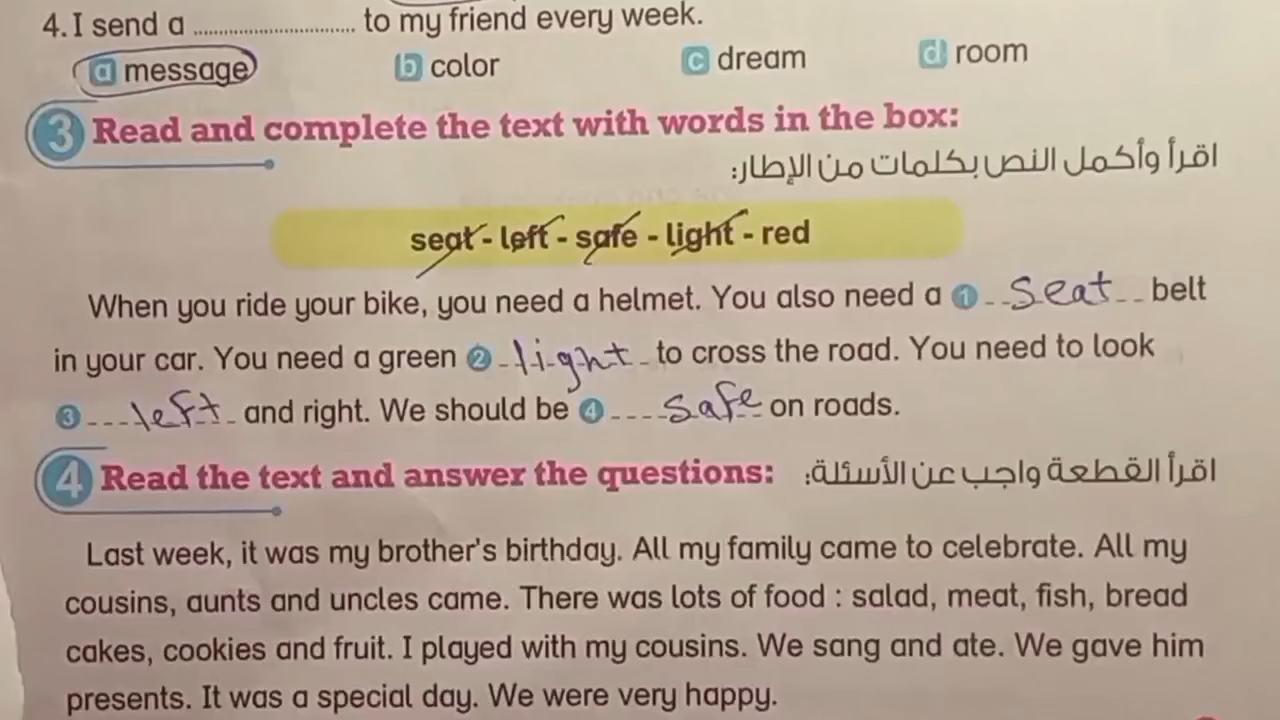 4. I send a ................................ to my friend every week.
a message b color c dream d room
3 Read and complete the text with words in the box:
اقرأ وأكمل النص بكلمات من الإطار:
seat - left - safe - light - red
When you ride your bike, you need a helmet. You also need a 1 seat belt
in your car. You need a green 2 light to cross the road. You need to look
3 left and right. We should be 4 safe on roads.
4 Read the text and answer the questions: اقرأ القطعة واجب عن الأسئلة:
Last week, it was my brother's birthday. All my family came to celebrate. All my
cousins, aunts and uncles came. There was lots of food : salad, meat, fish, bread
cakes, cookies and fruit. I played with my cousins. We sang and ate. We gave him
presents. It was a special day. We were very happy.